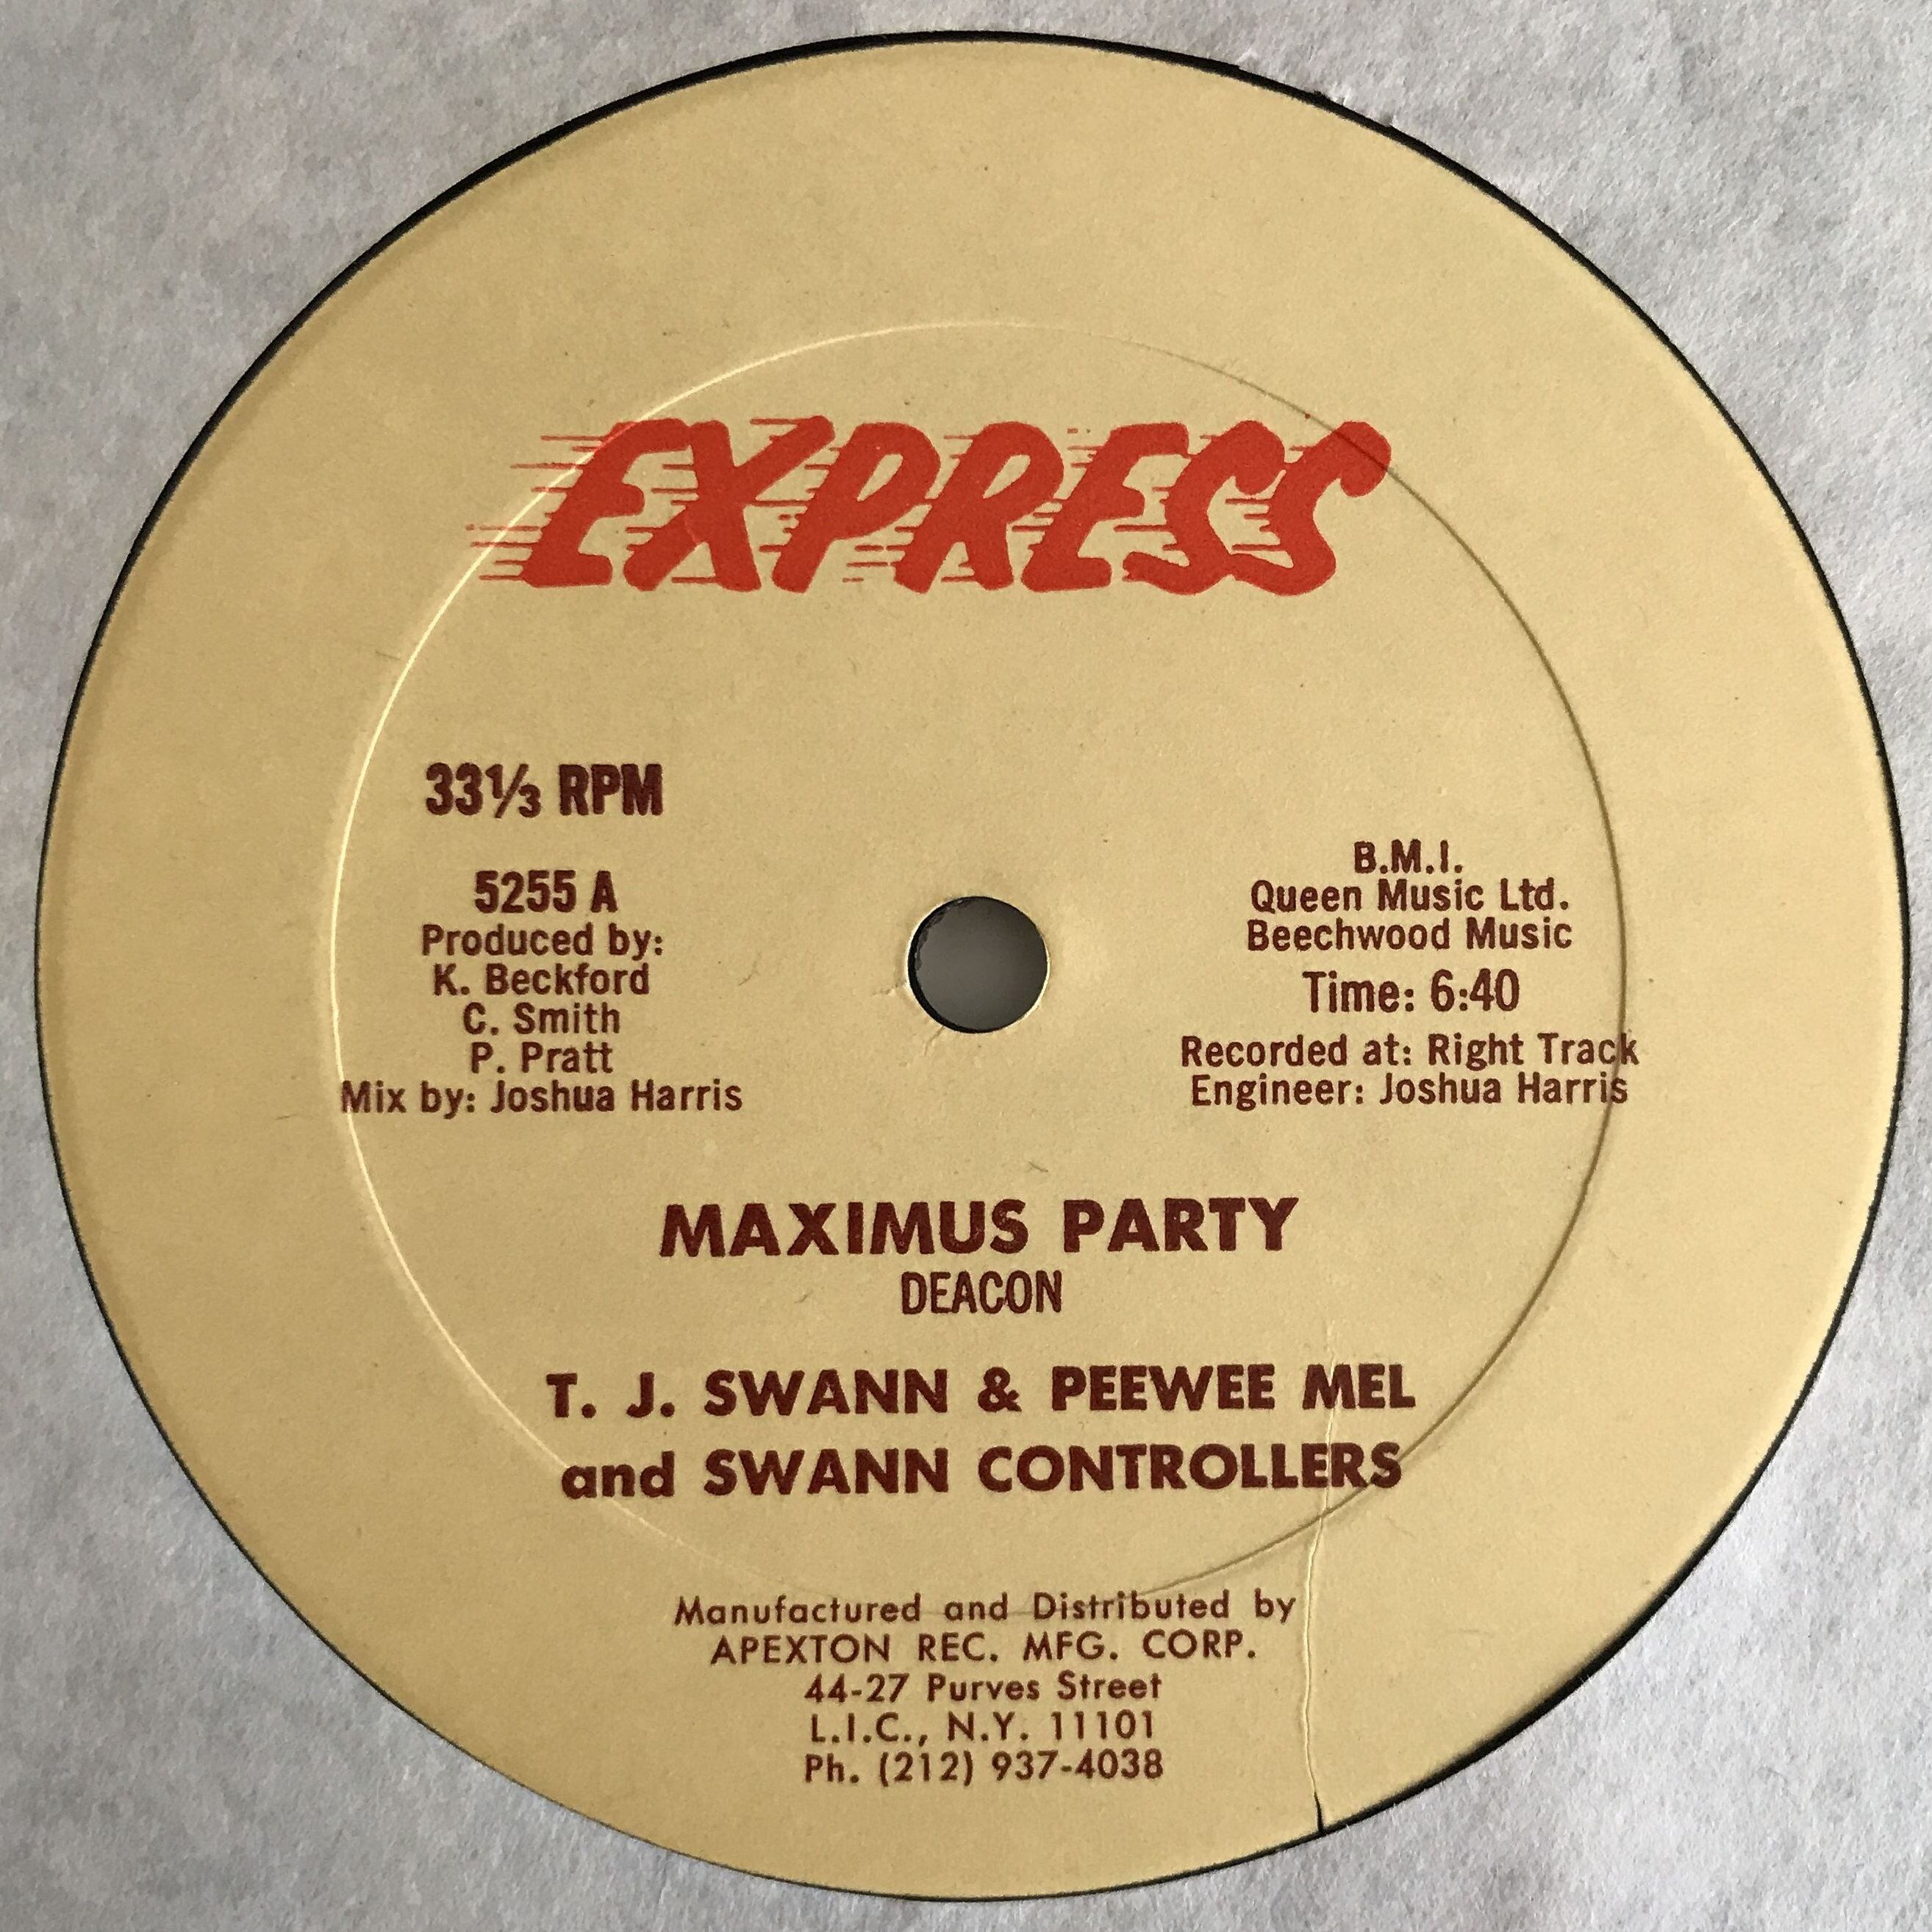 EXPRESS
33⅓ RPM
5255 A
Produced by:
K. Beckford
C. Smith
P. Pratt
Mix by: Joshua Harris
B.M.I.
Queen Music Ltd.
Beechwood Music
Time: 6:40
Recorded at: Right Track
Engineer: Joshua Harris
MAXIMUS PARTY
DEACON
T. J. SWANN & PEEWEE MEL
and SWANN CONTROLLERS
Manufactured and Distributed by
APEXTON REC. MFG. CORP.
44-27 Purves Street
L.I.C., N.Y. 11101
Ph. (212) 937-4038